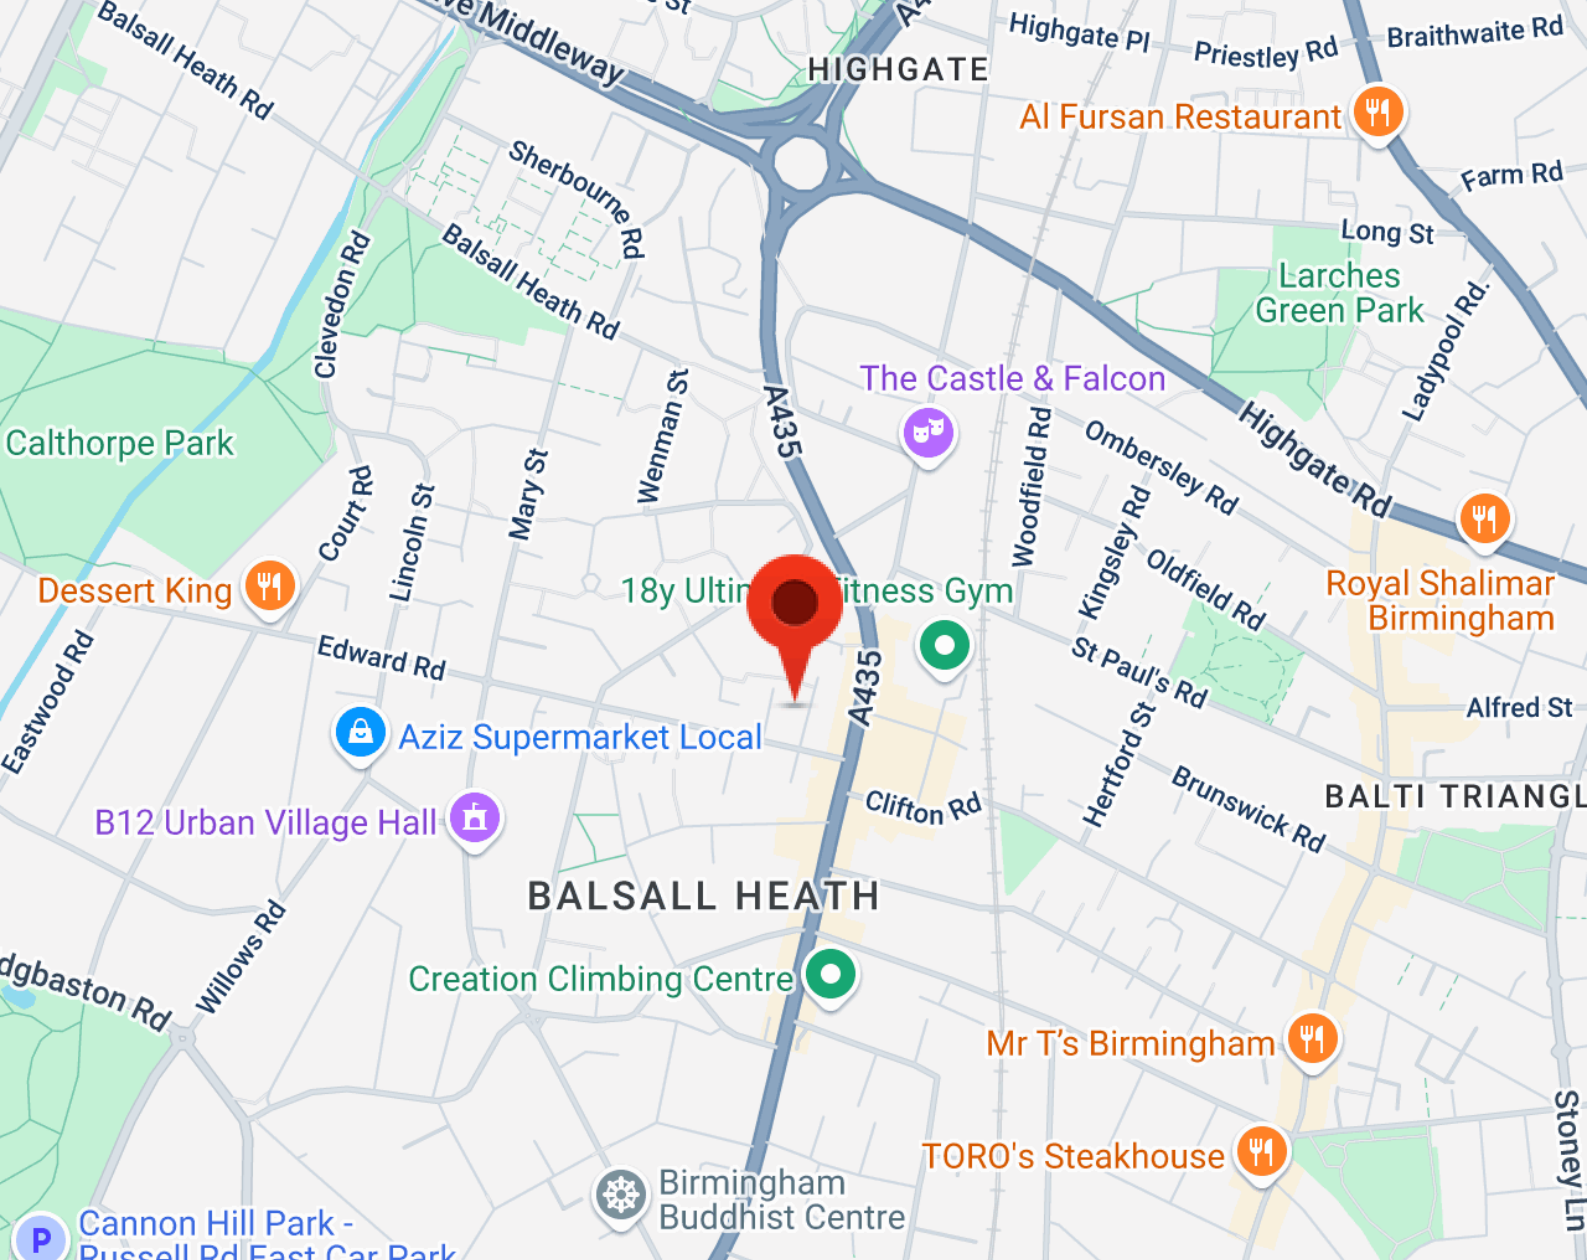 St
Balsall Heath Rd
Middleway
HIGHGATE
Highgate Pl
Priestley Rd
Braithwaite Rd
Al Fursan Restaurant
Sherbourne Rd
Farm Rd
Long St
Balsall Heath Rd
Clevedon Rd
Larches
Green Park
Ladypool Rd.
The Castle & Falcon
A435
Wenman St
Woodfield Rd
Highgate Rd
Ombersley Rd
Calthorpe Park
Court Rd
Lincoln St
Mary St
Kingsley Rd
Oldfield Rd
Royal Shalimar
Birmingham
Dessert King
18y Fitness Gym
Edward Rd
Eastwood Rd
St Paul's Rd
A435
Alfred St
Aziz Supermarket Local
Hertford St
Brunswick Rd
BALTI TRIANGL
Clifton Rd
B12 Urban Village Hall
BALSALL HEATH
Willows Rd
dgbaston Rd
Creation Climbing Centre
Mr T's Birmingham
Stoney Ln
TORO's Steakhouse
Birmingham
Buddhist Centre
P
Cannon Hill Park -
Russell Rd East Car Park